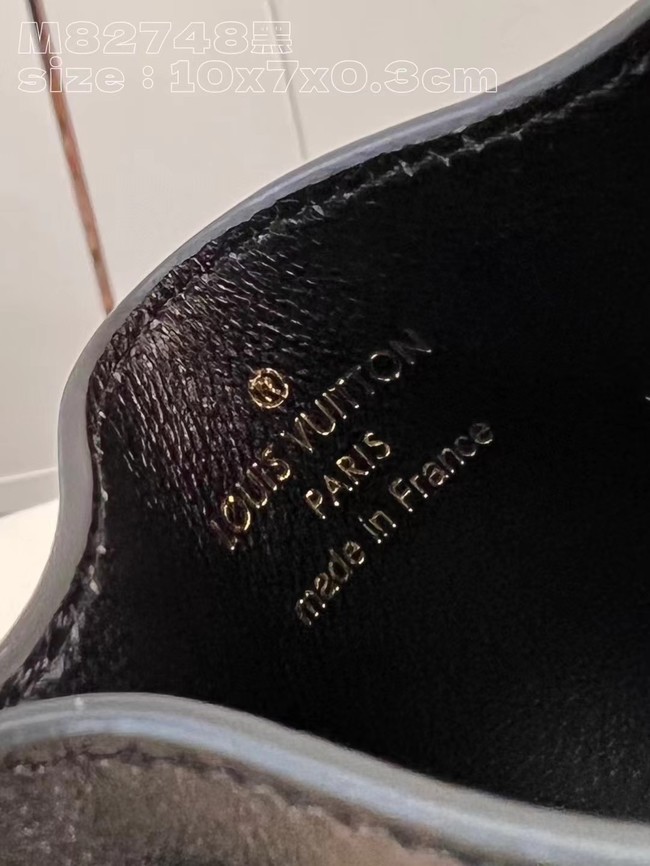 M82748黑
size：10x7x0.3cm
®
LOUIS VUITTON
PARIS
made in France